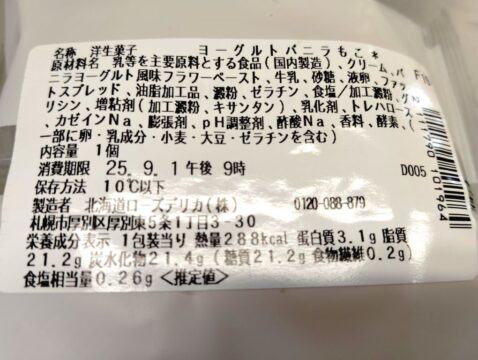 名称 洋生菓子 ヨーグルトバニラもこ*
原材料名 乳等を主要原料とする食品(国内製造)、クリーム、バ
ニラヨーグルト風味フラワーペースト、牛乳、砂糖、液卵、ファッ
トスプレッド、油脂加工品、澱粉、ゼラチン、食塩/加工澱粉、グ
リシン、増粘剤(加工澱粉、キサンタン)、乳化剤、トレハロース
、カゼインNa、膨張剤、pH調整剤、酢酸Na、香料、酵素、(
一部に卵・乳成分・小麦・大豆・ゼラチンを含む)
内容量 1個
消費期限 25.9.1午後9時
D005
保存方法 10℃以下
製造者 北海道ローズデリカ(株) 0120-088-879
札幌市厚別区厚別東5条1丁目3-30
栄養成分表示 1包装当り 熱量288kcal 蛋白質3.1g 脂質
21.2g 炭水化物21.4g (糖質21.2g 食物繊維0.2g)
食塩相当量0.26g <推定値>